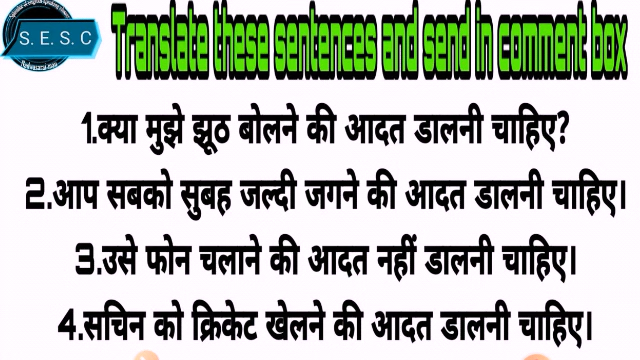 S.E.S.C
Translate these sentences and send in comment box
1.क्या मुझे झूठ बोलने की आदत डालनी चाहिए?
2.आप सबको सुबह जल्दी जगने की आदत डालनी चाहिए।
3.उसे फोन चलाने की आदत नहीं डालनी चाहिए।
4.सचिन को क्रिकेट खेलने की आदत डालनी चाहिए।